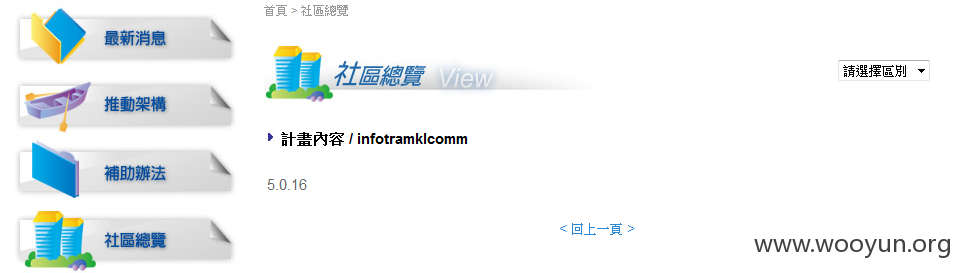 首頁 > 社區總覽
最新消息
社區總覽 View
請選擇區別
推動架構
計畫內容 / infotramklcomm
補助辦法
5.0.16
社區總覽
< 回上一頁 >
www.wooyun.org